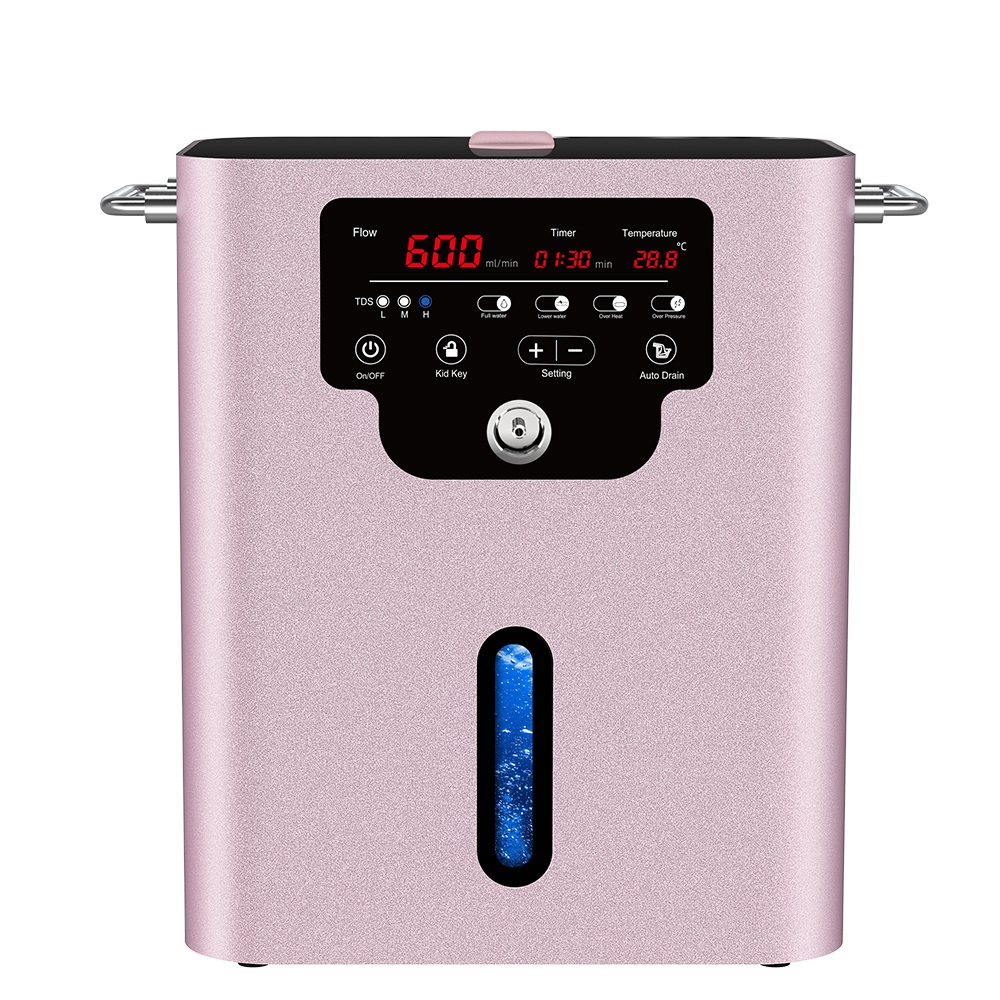 Flow Timer Temperature
600 ml/min 01:30 min 28.8 °C
TDS
L M H Full water Lower water Over Heat Over Pressure
On/OFF Kid Key Setting Auto Drain